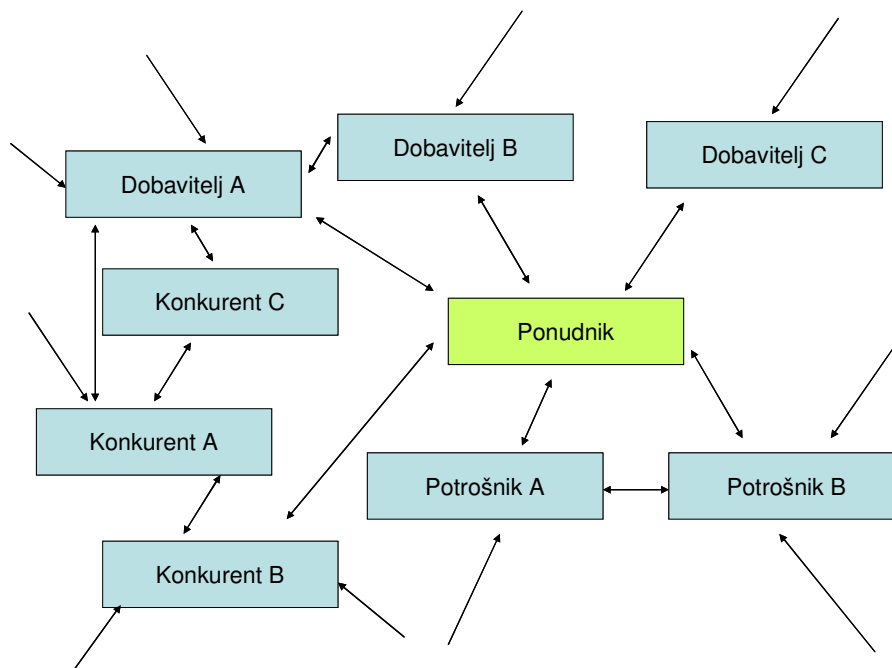 Dobavitelj B
Dobavitelj C
Dobavitelj A
Konkurent C
Ponudnik
Konkurent A
Potrošnik A
Potrošnik B
Konkurent B